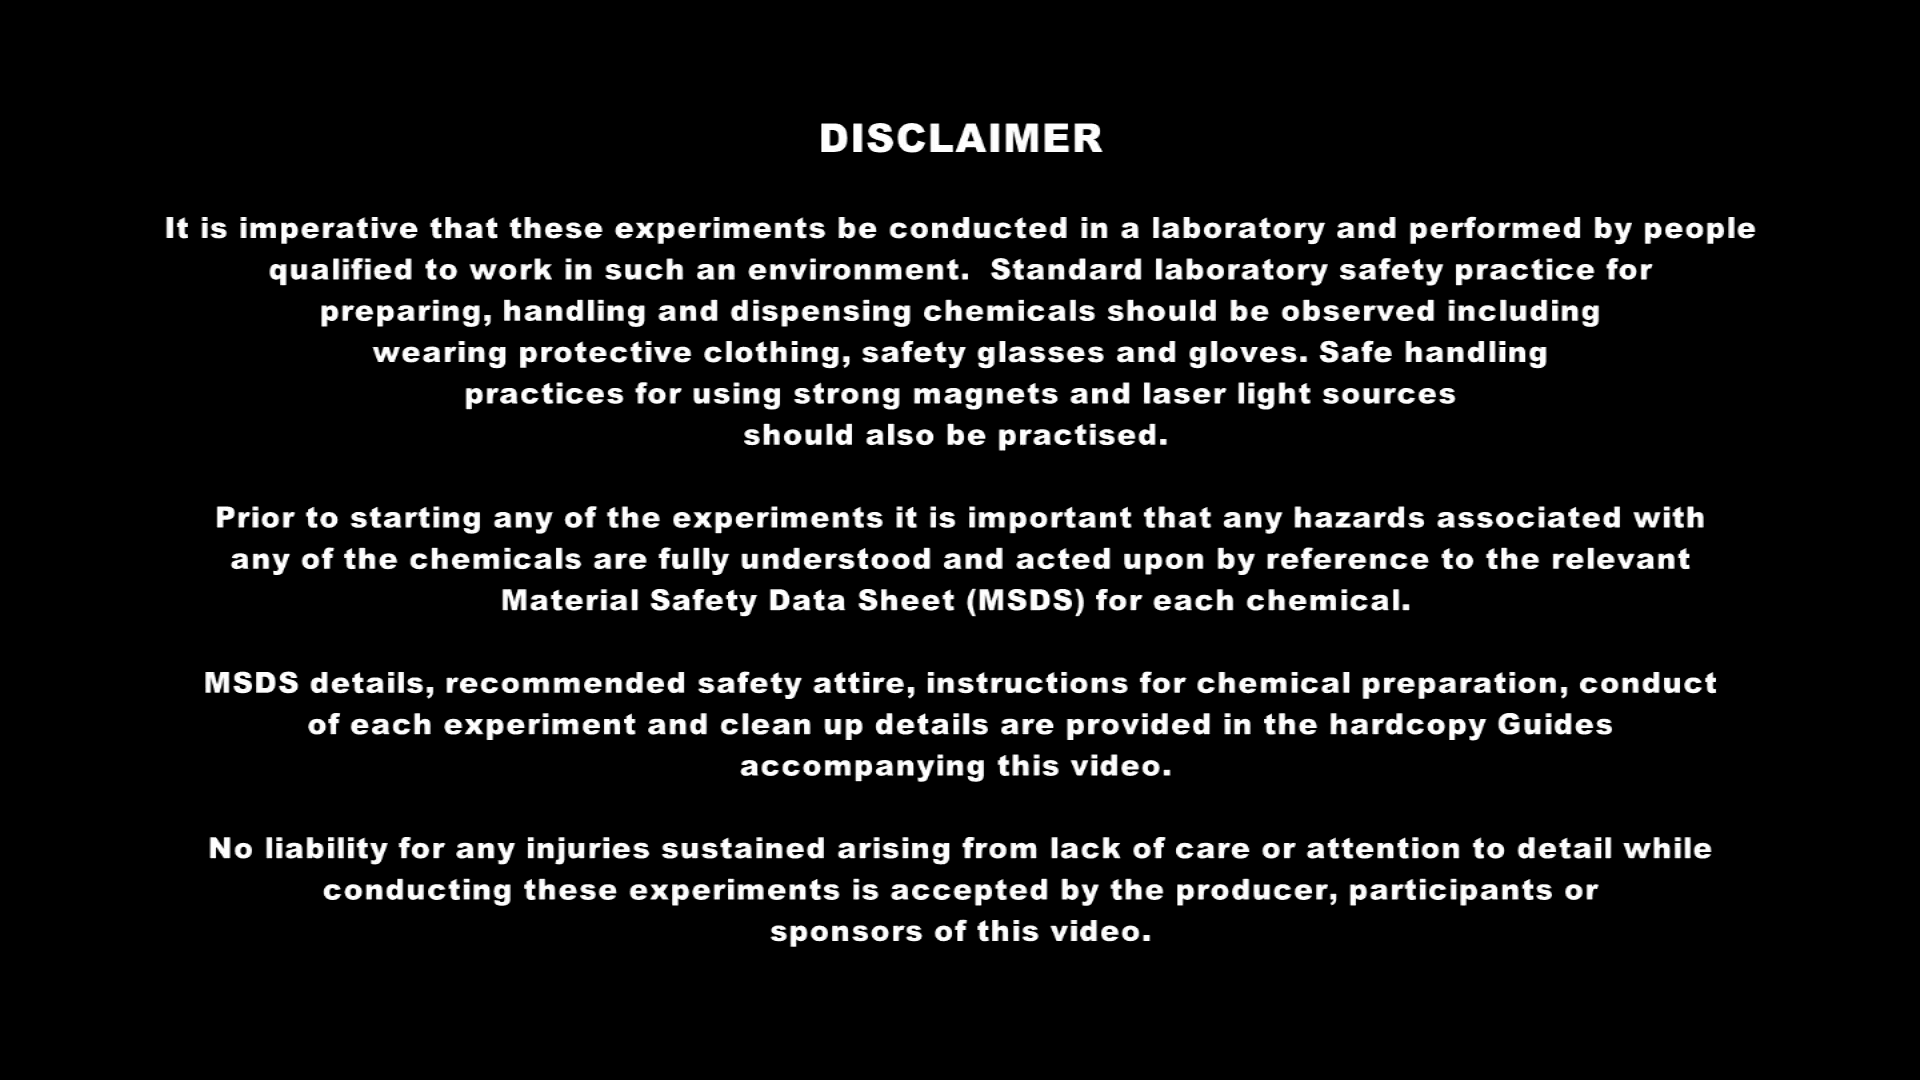 DISCLAIMER
It is imperative that these experiments be conducted in a laboratory and performed by people
qualified to work in such an environment.  Standard laboratory safety practice for
preparing, handling and dispensing chemicals should be observed including
wearing protective clothing, safety glasses and gloves. Safe handling
practices for using strong magnets and laser light sources
should also be practised.
Prior to starting any of the experiments it is important that any hazards associated with
any of the chemicals are fully understood and acted upon by reference to the relevant
Material Safety Data Sheet (MSDS) for each chemical.
MSDS details, recommended safety attire, instructions for chemical preparation, conduct
of each experiment and clean up details are provided in the hardcopy Guides
accompanying this video.
No liability for any injuries sustained arising from lack of care or attention to detail while
conducting these experiments is accepted by the producer, participants or
sponsors of this video.